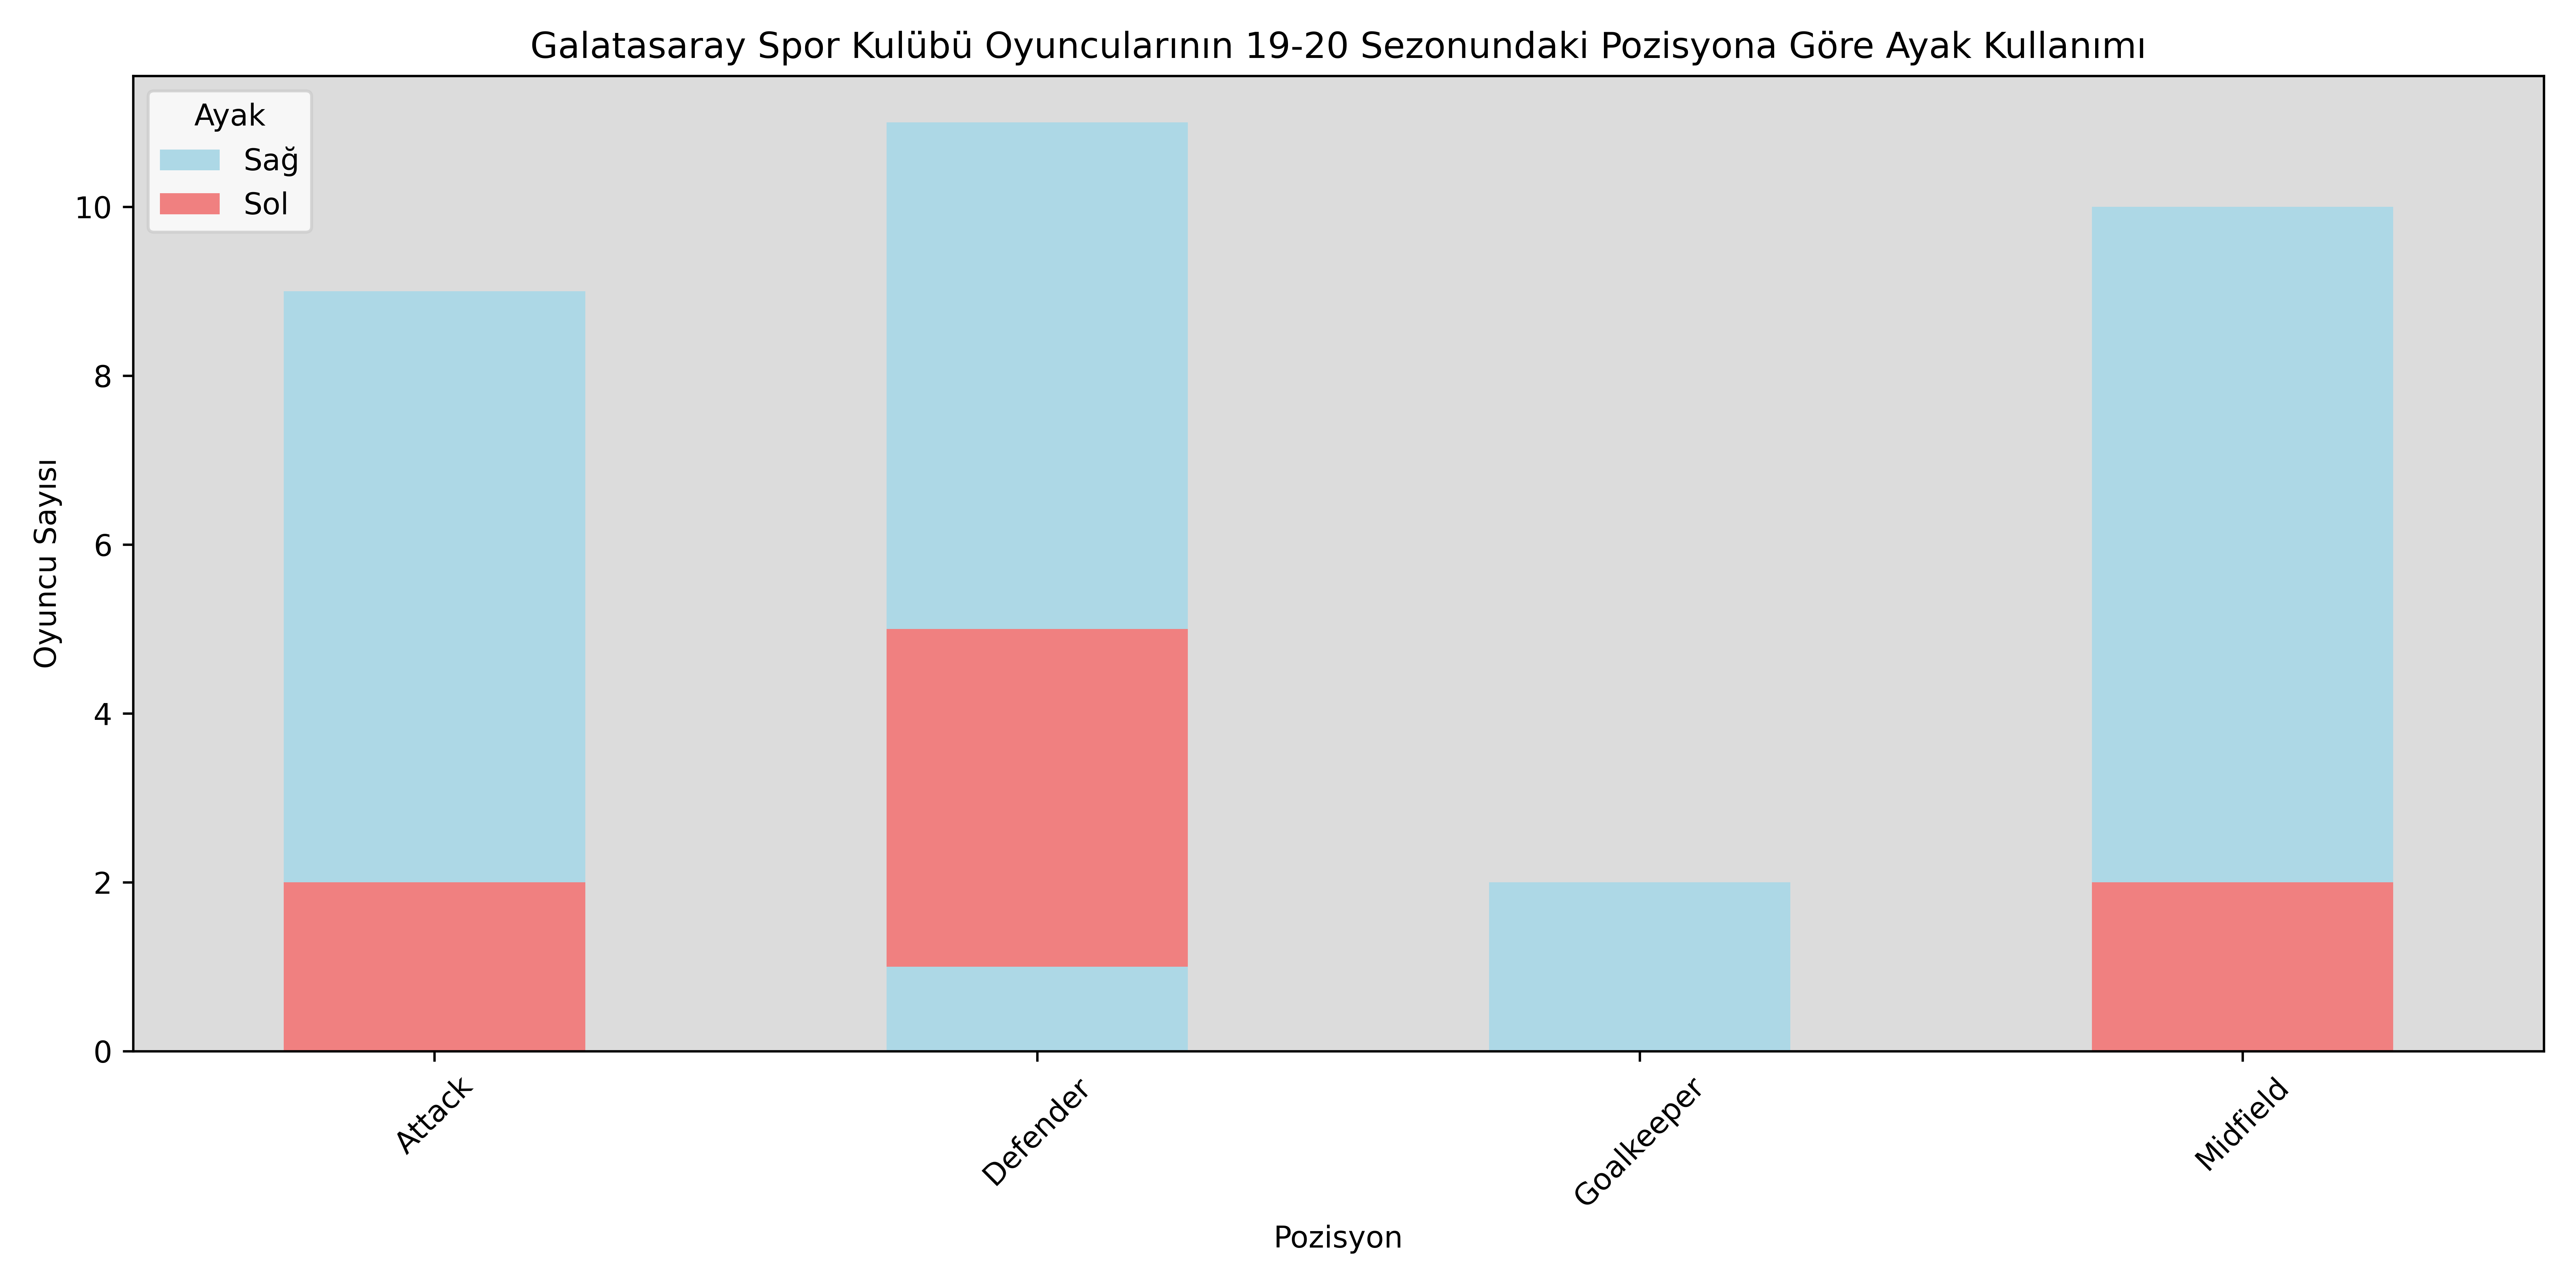 Galatasaray Spor Kulübü Oyuncularının 19-20 Sezonundaki Pozisyona Göre Ayak Kullanımı
Ayak
Sağ
Sol
Oyuncu Sayısı
10
8
6
4
2
0
Attack
Defender
Goalkeeper
Midfield
Pozisyon